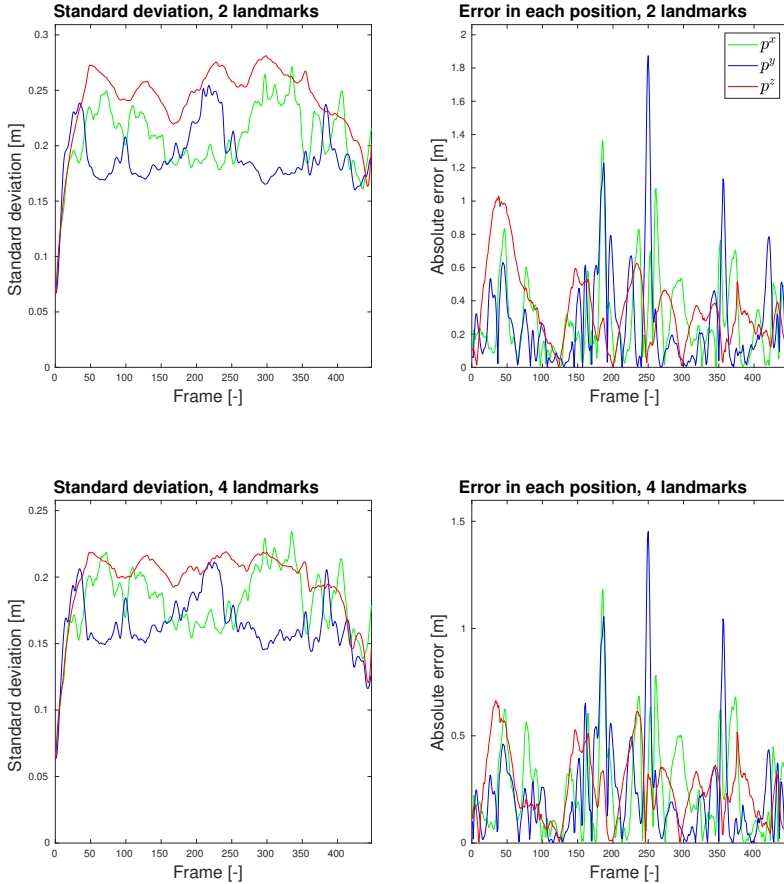 Standard deviation, 2 landmarks
0.3
0.25
0.2
0.15
0.1
0.05
0
Standard deviation [m]
0 50 100 150 200 250 300 350 400
Frame [-]
Error in each position, 2 landmarks
2
1.8
1.6
1.4
1.2
1
0.8
0.6
0.4
0.2
0
Absolute error [m]
p^x
p^y
p^z
0 50 100 150 200 250 300 350 400
Frame [-]
Standard deviation, 4 landmarks
0.25
0.2
0.15
0.1
0.05
0
Standard deviation [m]
0 50 100 150 200 250 300 350 400
Frame [-]
Error in each position, 4 landmarks
1.5
1
0.5
0
Absolute error [m]
0 50 100 150 200 250 300 350 400
Frame [-]